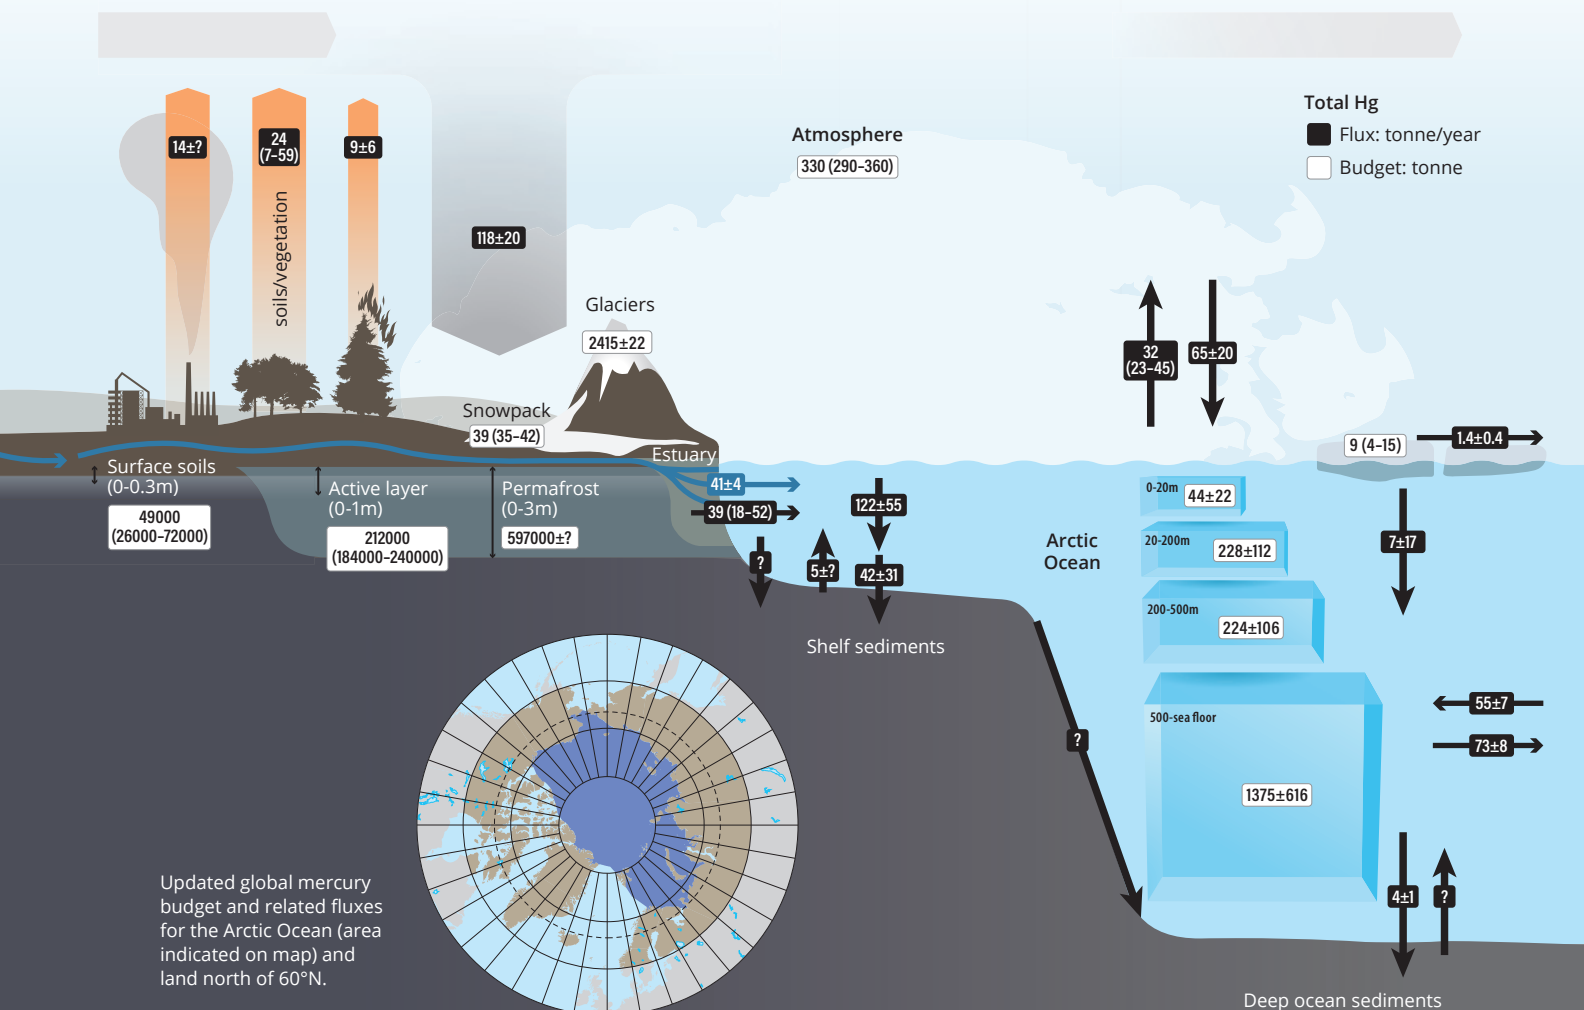 Total Hg
Flux: tonne/year
Budget: tonne
Atmosphere
330 (290–360)
14±?
24
(7–59)
9±6
soils/vegetation
118±20
Glaciers
2415±22
Snowpack
39 (35–42)
Estuary
Surface soils
(0-0.3m)
49000
(26000–72000)
Active layer
(0-1m)
212000
(184000–240000)
Permafrost
(0-3m)
597000±?
41±4
39 (18–52)
?
5±?
122±55
42±31
Shelf sediments
32
(23–45)
65±20
9 (4–15)
1.4±0.4
Arctic
Ocean
0-20m
44±22
20-200m
228±112
200-500m
224±106
500-sea floor
1375±616
7±17
55±7
73±8
?
4±1
?
Deep ocean sediments
Updated global mercury
budget and related fluxes
for the Arctic Ocean (area
indicated on map) and
land north of 60°N.